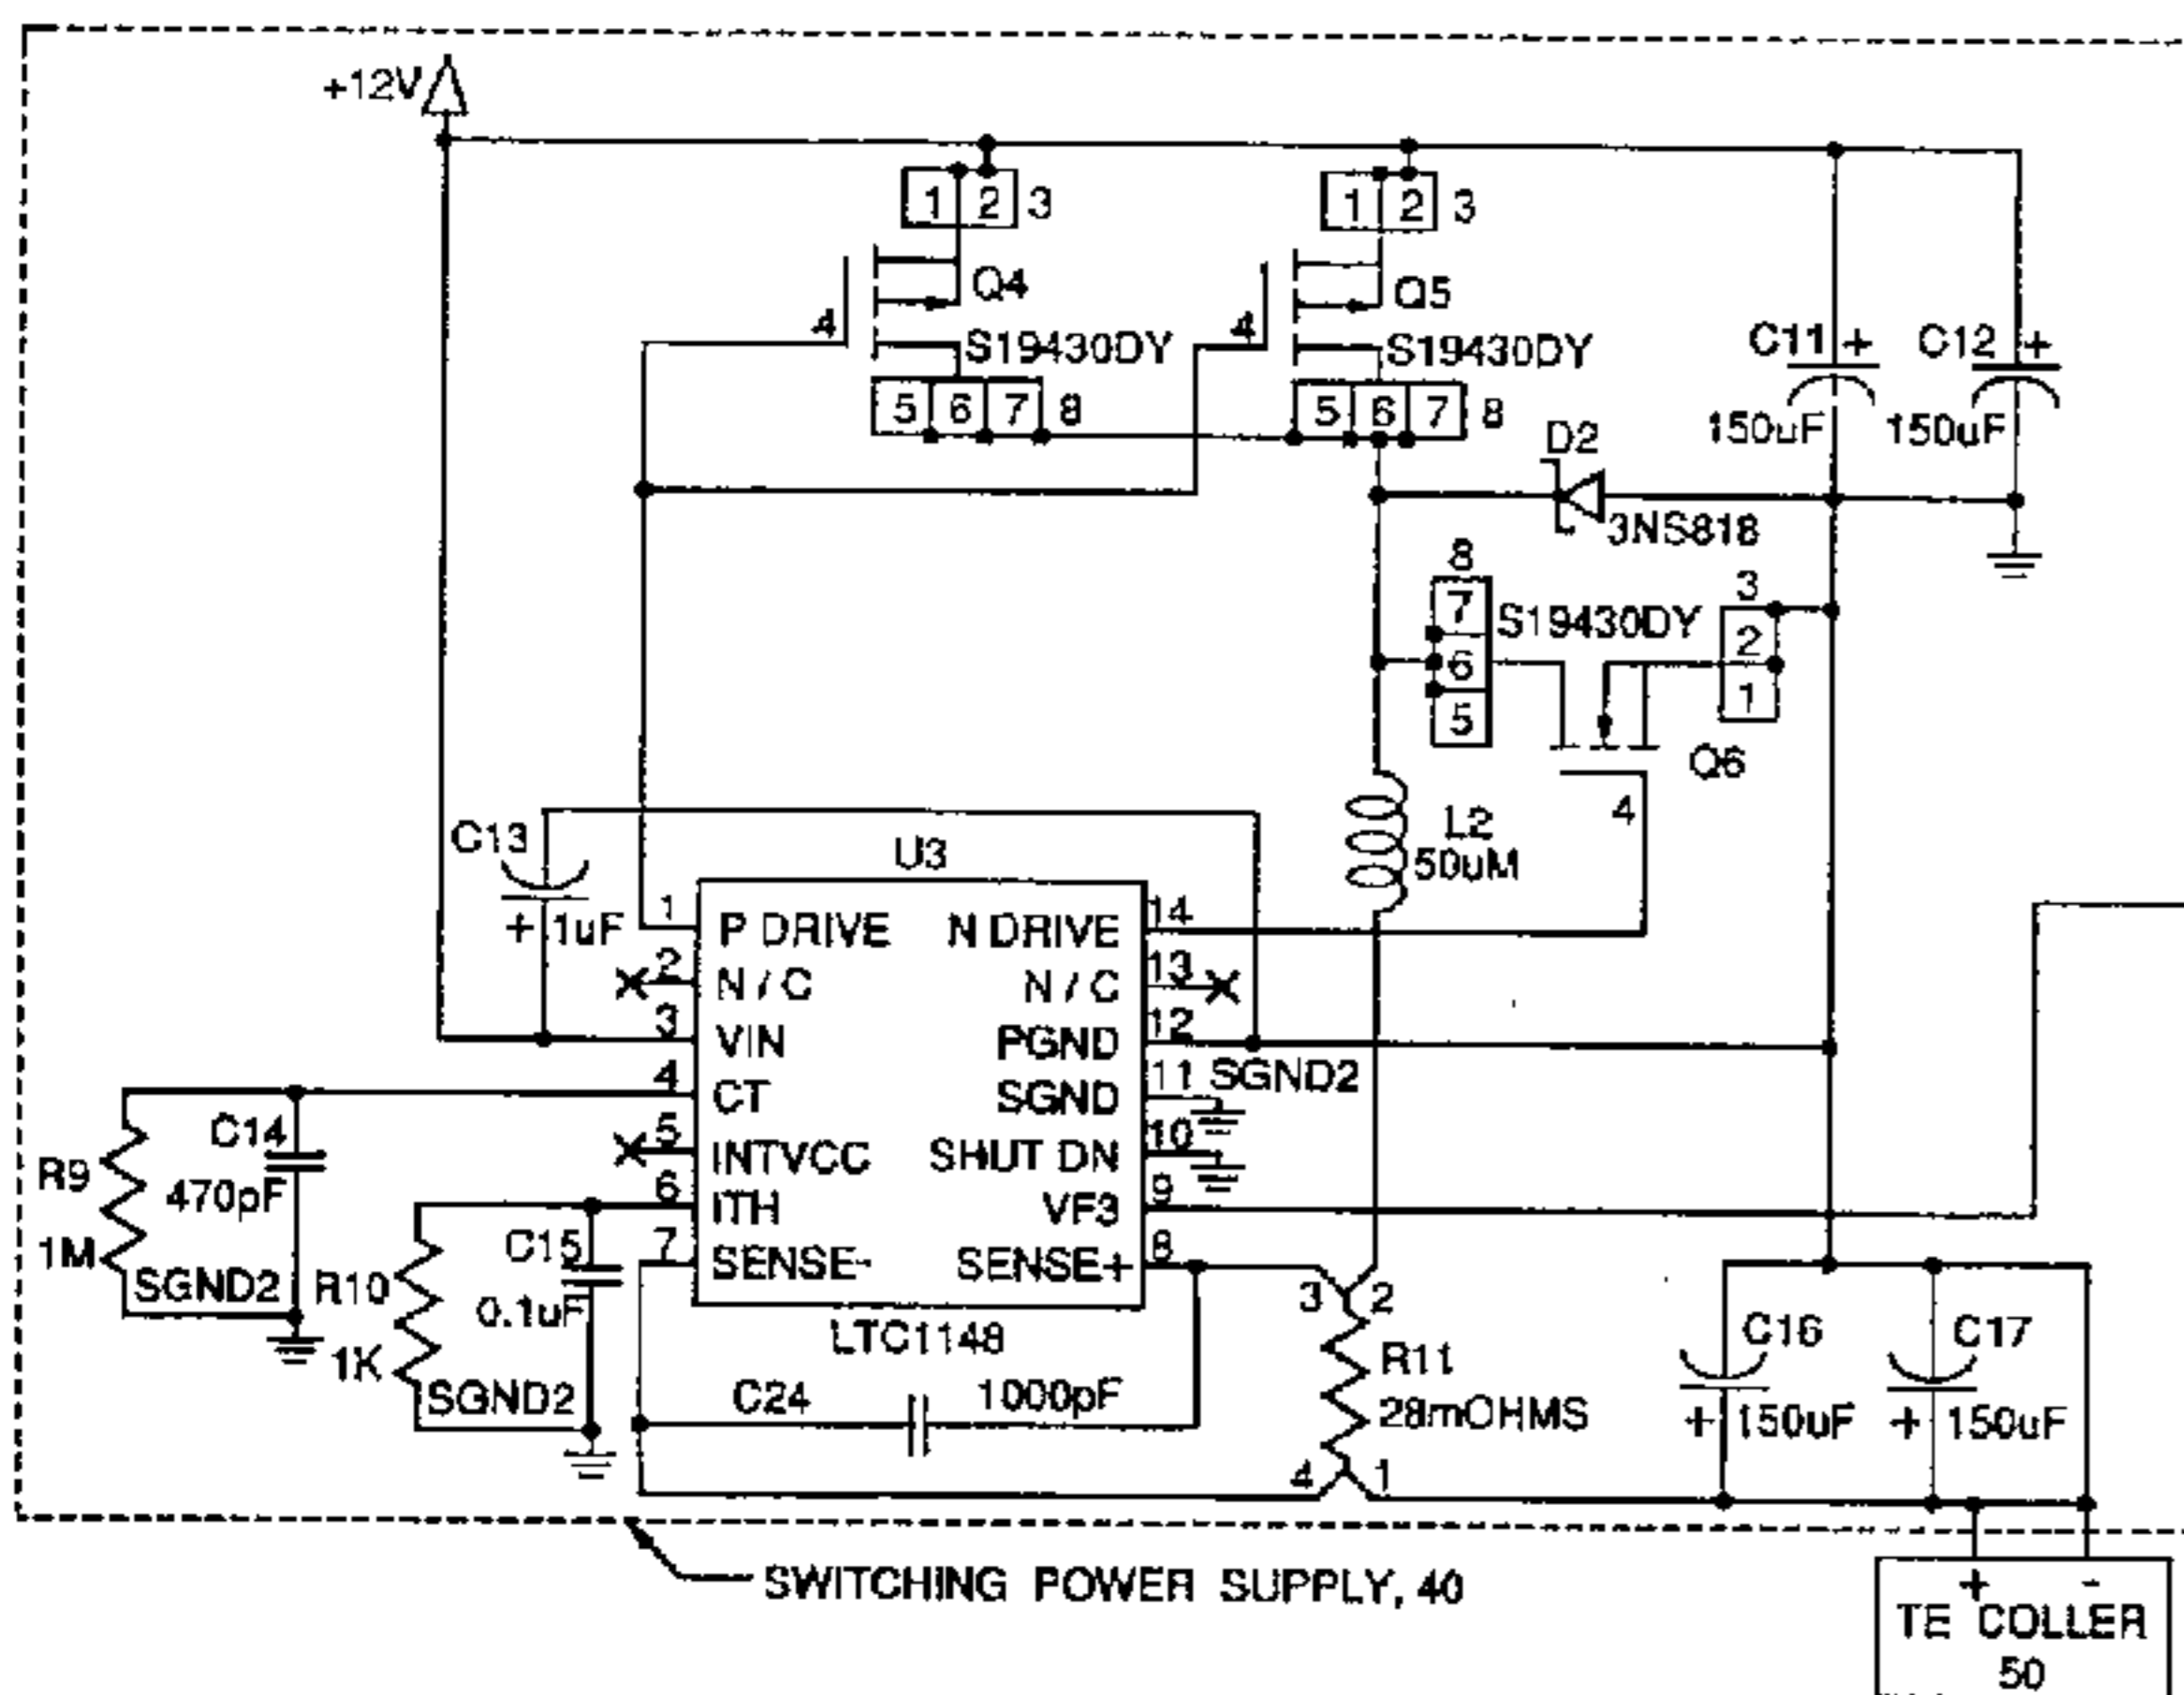 +12V
1 2 3
1 2 3
Q4
Q5
4
4
S19430DY
S19430DY
C11 +
C12 +
150uF
150uF
5 6 7 8
5 6 7 8
D2
3NS818
8
7
6
5
S19430DY
3
2
1
Q6
4
L2
50uM
C13
+ 1uF
U3
1 P DRIVE
N DRIVE 14
2 N / C
N / C 13
3 VIN
PGND 12
4 CT
SGND 11
SGND2
5 INTVCC
SHUT DN 10
6 ITH
VF3 9
7 SENSE-
SENSE+ 8
LTC1148
C14
470pF
R9
1M
SGND2
C15
0.1uF
R10
1K
SGND2
C24
1000pF
3 2
R11
28mOHMS
4 1
C16
+ 150uF
C17
+ 150uF
SWITCHING POWER SUPPLY, 40
+ -
TE COLLER
50